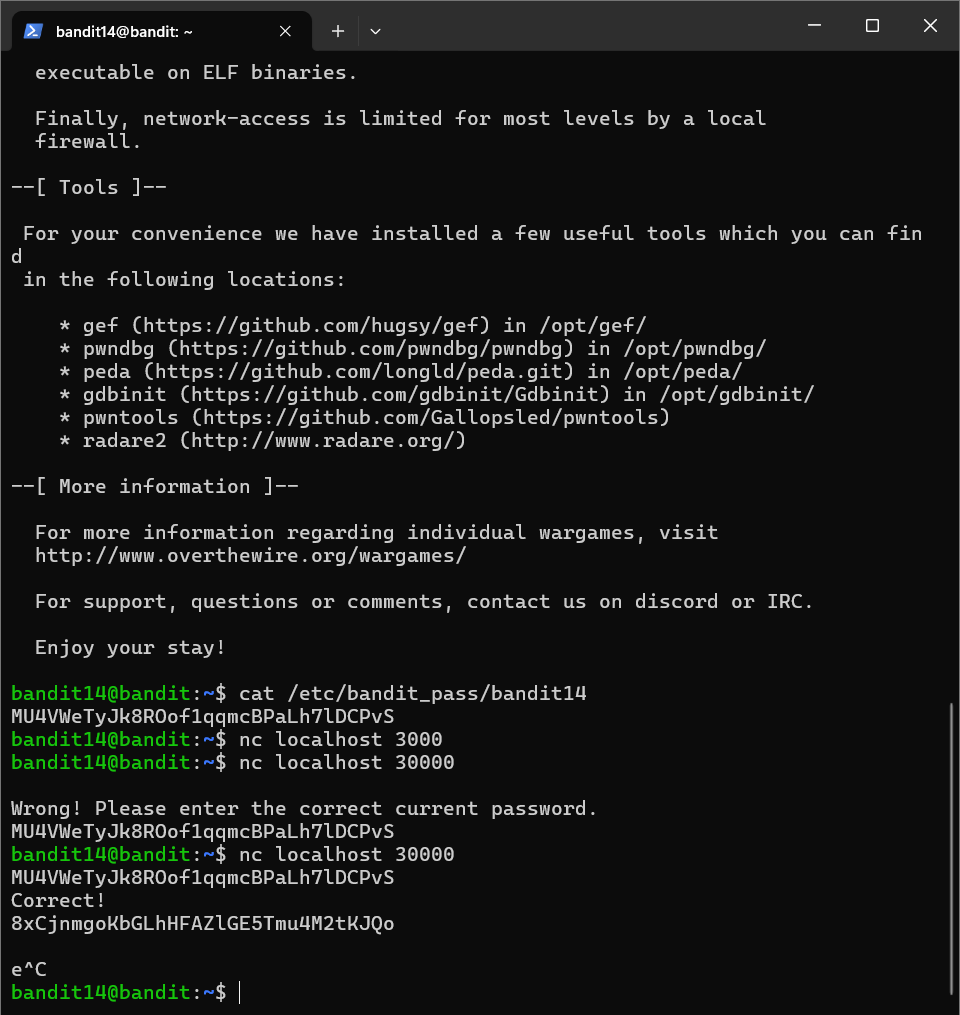 bandit14@bandit: ~
executable on ELF binaries.
Finally, network-access is limited for most levels by a local
firewall.
--[ Tools ]--
For your convenience we have installed a few useful tools which you can fin
d
in the following locations:
* gef (https://github.com/hugsy/gef) in /opt/gef/
* pwndbg (https://github.com/pwndbg/pwndbg) in /opt/pwndbg/
* peda (https://github.com/longld/peda.git) in /opt/peda/
* gdbinit (https://github.com/gdbinit/Gdbinit) in /opt/gdbinit/
* pwntools (https://github.com/Gallopsled/pwntools)
* radare2 (http://www.radare.org/)
--[ More information ]--
For more information regarding individual wargames, visit
http://www.overthewire.org/wargames/
For support, questions or comments, contact us on discord or IRC.
Enjoy your stay!
bandit14@bandit:~$ cat /etc/bandit_pass/bandit14
MU4VWeTyJk8ROof1qqmcBPaLh7lDCPvS
bandit14@bandit:~$ nc localhost 3000
bandit14@bandit:~$ nc localhost 30000
Wrong! Please enter the correct current password.
MU4VWeTyJk8ROof1qqmcBPaLh7lDCPvS
bandit14@bandit:~$ nc localhost 30000
MU4VWeTyJk8ROof1qqmcBPaLh7lDCPvS
Correct!
8xCjnmgoKbGLhHFAZlGE5Tmu4M2tKJQo
e^C
bandit14@bandit:~$